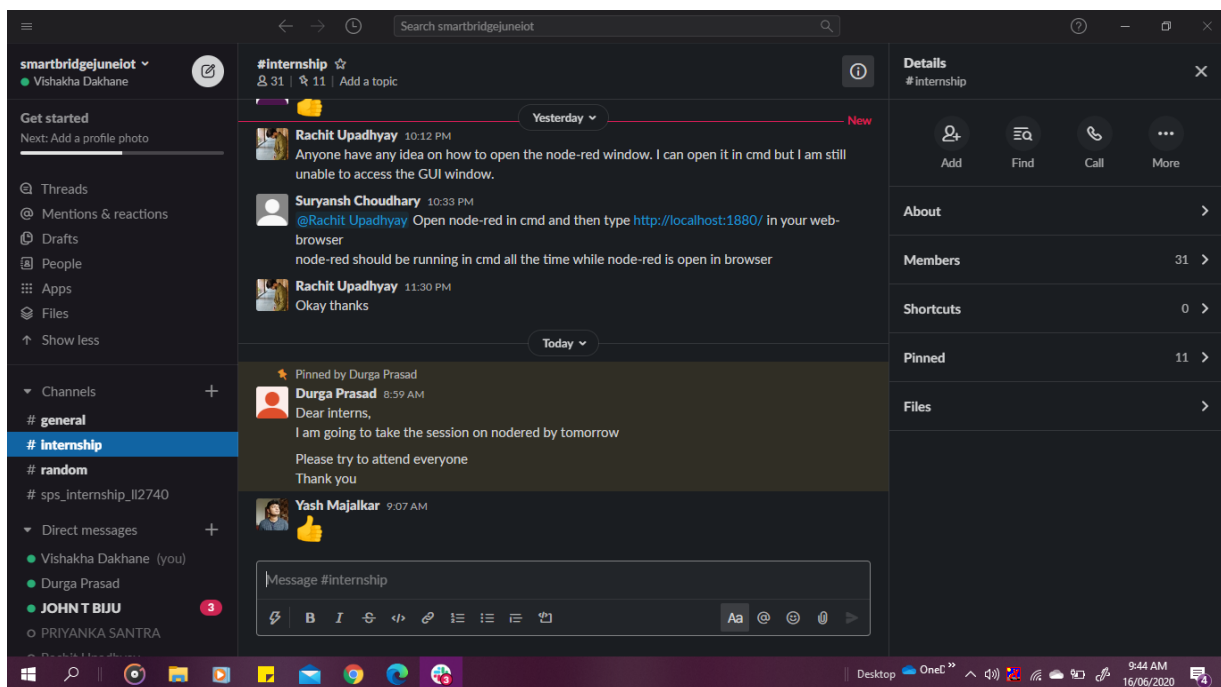 Search smartbridgejuneiot
smartbridgejuneiot
Vishakha Dakhane
Get started
Next: Add a profile photo
Threads
Mentions & reactions
Drafts
People
Apps
Files
Show less
Channels
# general
# internship
# random
# sps_internship_ll2740
Direct messages
Vishakha Dakhane (you)
Durga Prasad
JOHN T BIJU 3
PRIYANKA SANTRA
#internship
31 | 11 | Add a topic
Yesterday
New
Rachit Upadhyay 10:12 PM
Anyone have any idea on how to open the node-red window. I can open it in cmd but I am still
unable to access the GUI window.
Suryansh Choudhary 10:33 PM
@Rachit Upadhyay Open node-red in cmd and then type http://localhost:1880/ in your web-
browser
node-red should be running in cmd all the time while node-red is open in browser
Rachit Upadhyay 11:30 PM
Okay thanks
Today
Pinned by Durga Prasad
Durga Prasad 8:59 AM
Dear interns,
I am going to take the session on nodered by tomorrow
Please try to attend everyone
Thank you
Yash Majalkar 9:07 AM
Message #internship
B I S Aa @
Details
#internship
Add Find Call More
About
Members 31
Shortcuts 0
Pinned 11
Files
Desktop OneD
9:44 AM
16/06/2020
4